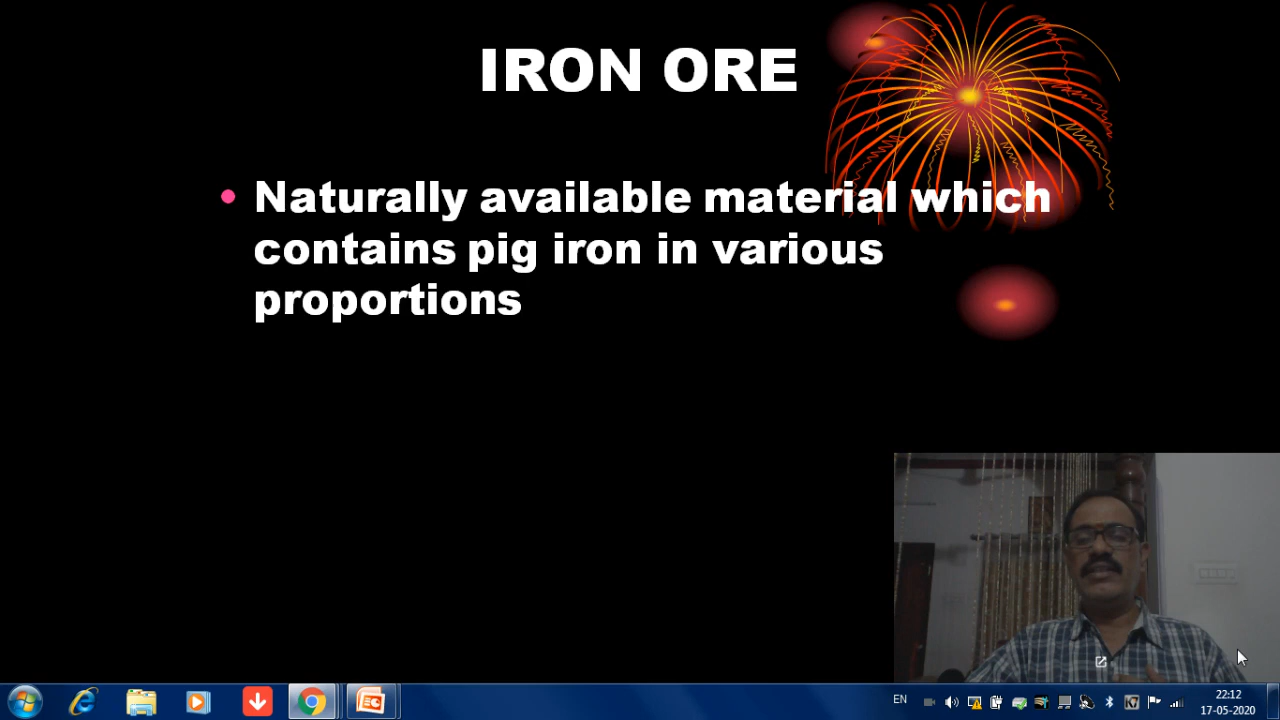 IRON ORE
• Naturally available material which
contains pig iron in various
proportions
EN
22:12
17-05-2020